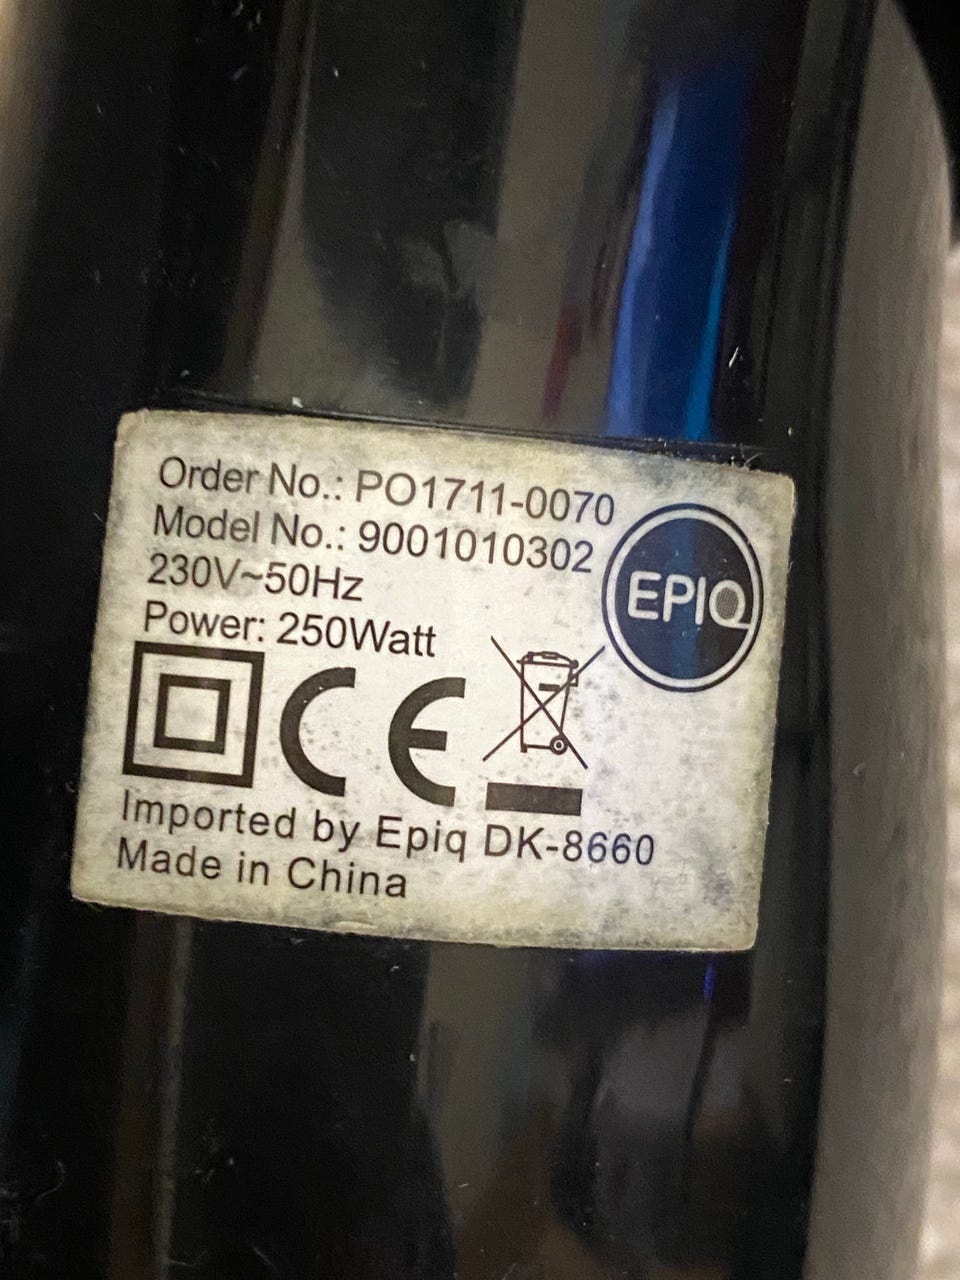 Order No.: PO1711-0070
Model No.: 9001010302
230V~50Hz
Power: 250Watt
EPIQ
CE
Imported by Epiq DK-8660
Made in China